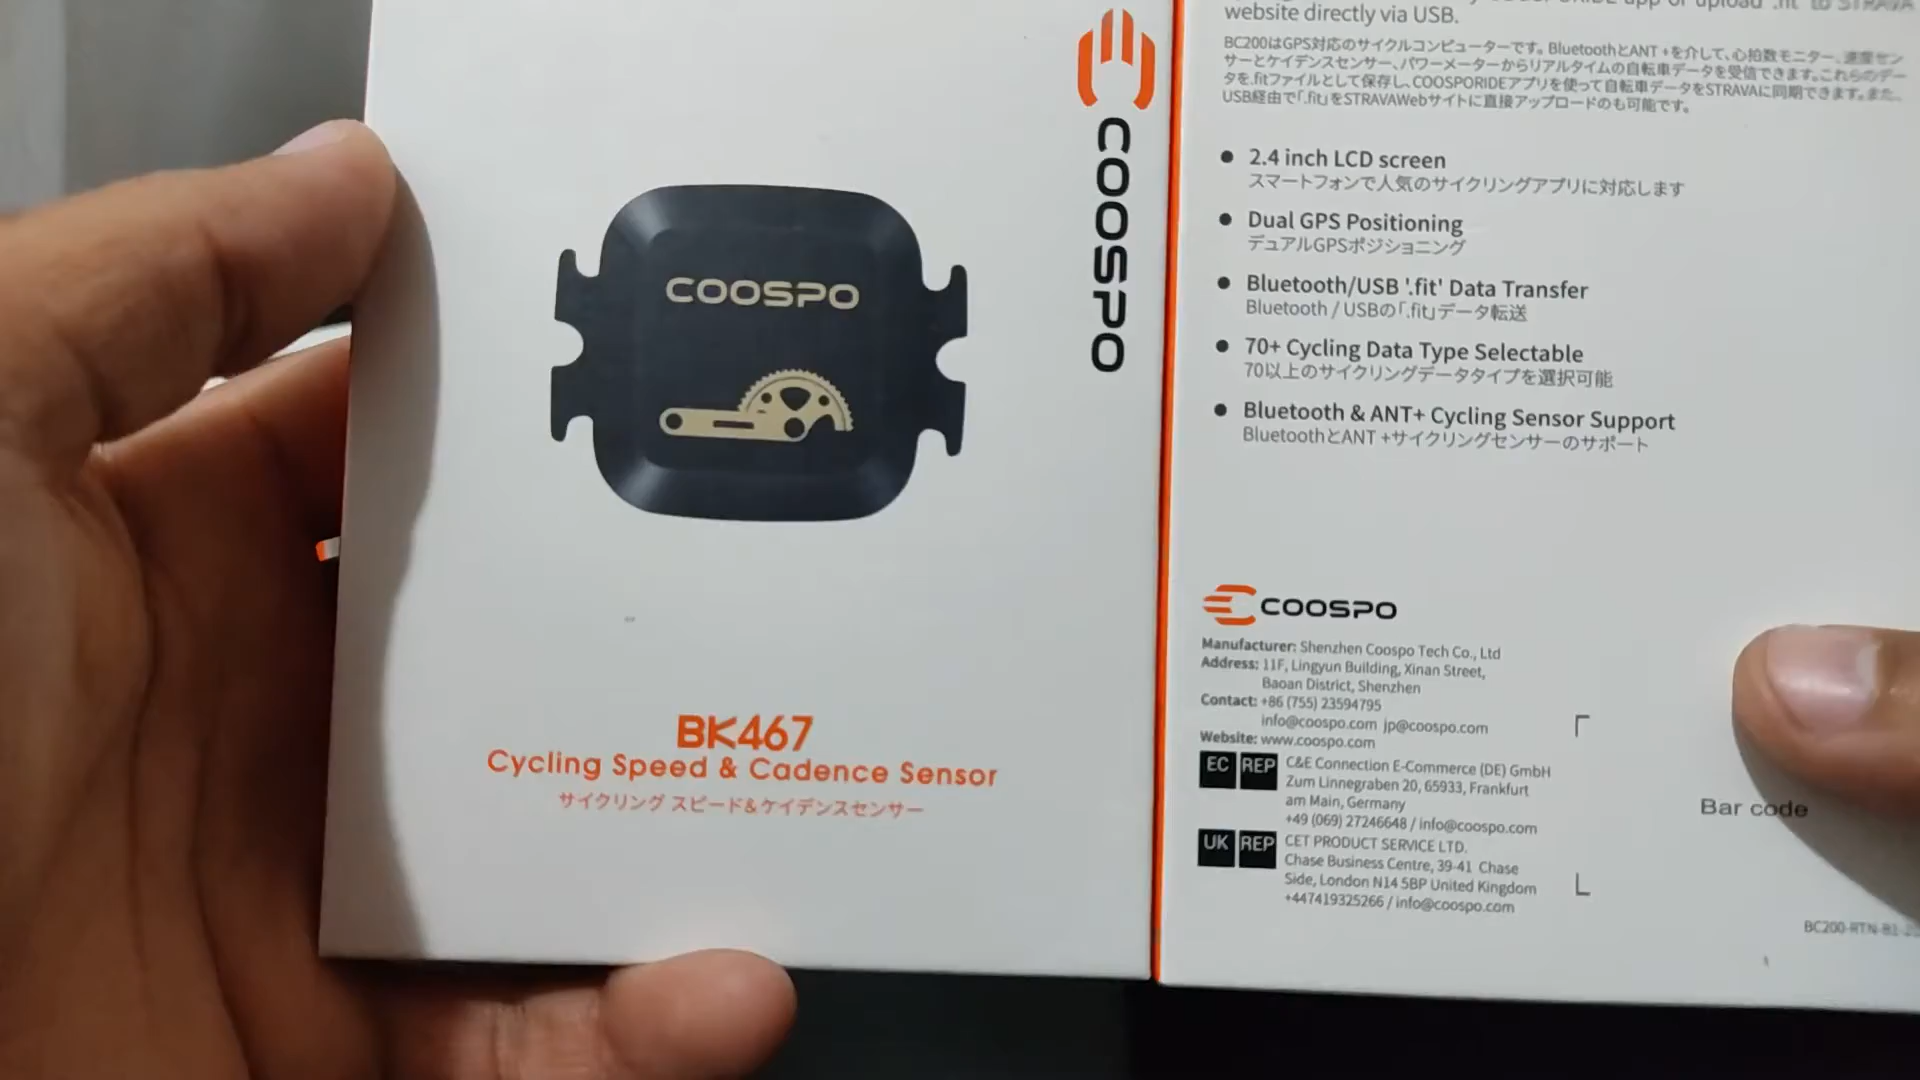 COOSPO
COOSPO
BK467
Cycling Speed & Cadence Sensor
サイクリング スピード&ケイデンスセンサー
website directly via USB.
BC200はGPS対応のサイクルコンピューターです。BluetoothとANT +を介して、心拍数モニター、速度セン
サーとケイデンスセンサー、パワーメーターからリアルタイムの自転車データを受信できます。これらのデー
タを.fitファイルとして保存し、COOSPORIDEアプリを使って自転車データをSTRAVAに同期できます。また、
USB経由で「.fit」をSTRAVAWebサイトに直接アップロードのも可能です。
● 2.4 inch LCD screen
スマートフォンで人気のサイクリングアプリに対応します
● Dual GPS Positioning
デュアルGPSポジショニング
● Bluetooth/USB '.fit' Data Transfer
Bluetooth / USBの「.fit」データ転送
● 70+ Cycling Data Type Selectable
70以上のサイクリングデータタイプを選択可能
● Bluetooth & ANT+ Cycling Sensor Support
BluetoothとANT +サイクリングセンサーのサポート
COOSPO
Manufacturer: Shenzhen Coospo Tech Co., Ltd
Address: 11F, Lingyun Building, Xinan Street,
Baoan District, Shenzhen
Contact: +86 (755) 23594795
info@coospo.com jp@coospo.com
Website: www.coospo.com
EC REP C&E Connection E-Commerce (DE) GmbH
Zum Linnegraben 20, 65933, Frankfurt
am Main, Germany
+49 (069) 27246648 / info@coospo.com
UK REP CET PRODUCT SERVICE LTD.
Chase Business Centre, 39-41 Chase
Side, London N14 5BP United Kingdom
+447419325266 / info@coospo.com
Bar code